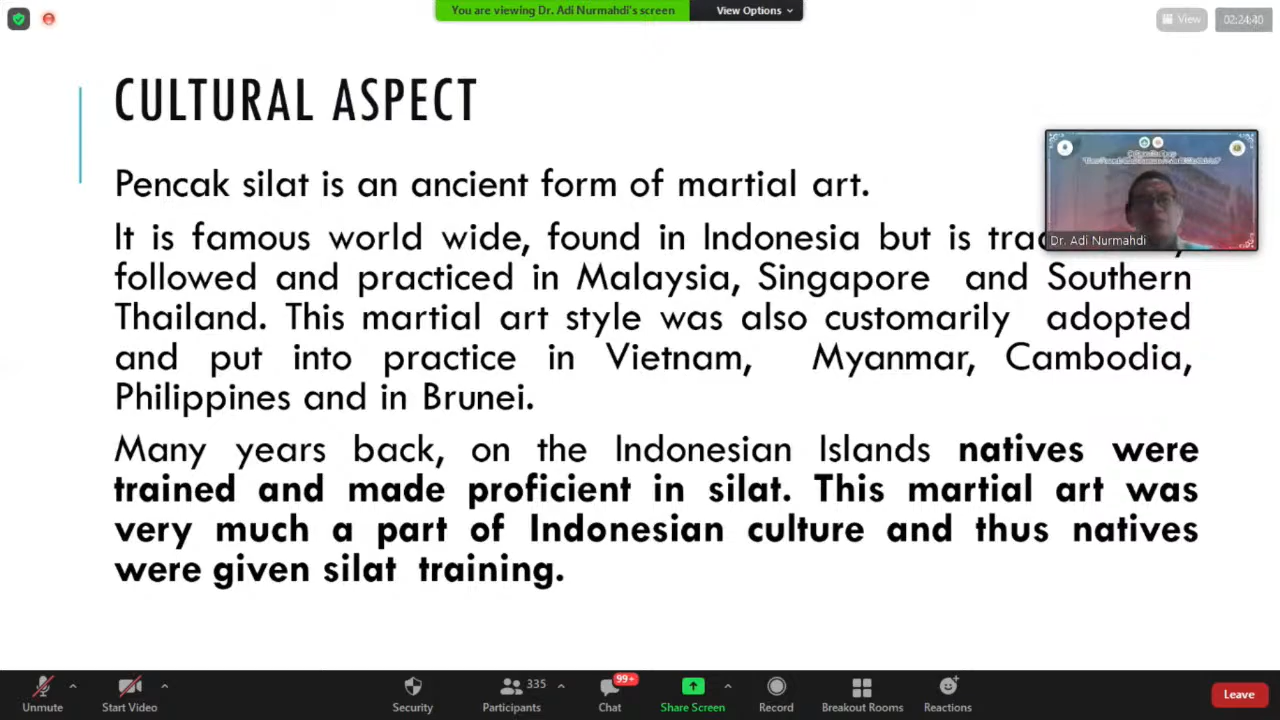 You are viewing Dr. Adi Nurmahdi's screen
View Options
View
02:24:40
CULTURAL ASPECT
Pencak silat is an ancient form of martial art.
It is famous world wide, found in Indonesia but is
followed and practiced in Malaysia, Singapore and Southern
Thailand. This martial art style was also customarily adopted
and put into practice in Vietnam, Myanmar, Cambodia,
Philippines and in Brunei.
Many years back, on the Indonesian Islands natives were
trained and made proficient in silat. This martial art was
very much a part of Indonesian culture and thus natives
were given silat training.
Dr. Adi Nurmahdi
Unmute
Start Video
Security
335
Participants
99+
Chat
Share Screen
Record
Breakout Rooms
Reactions
Leave